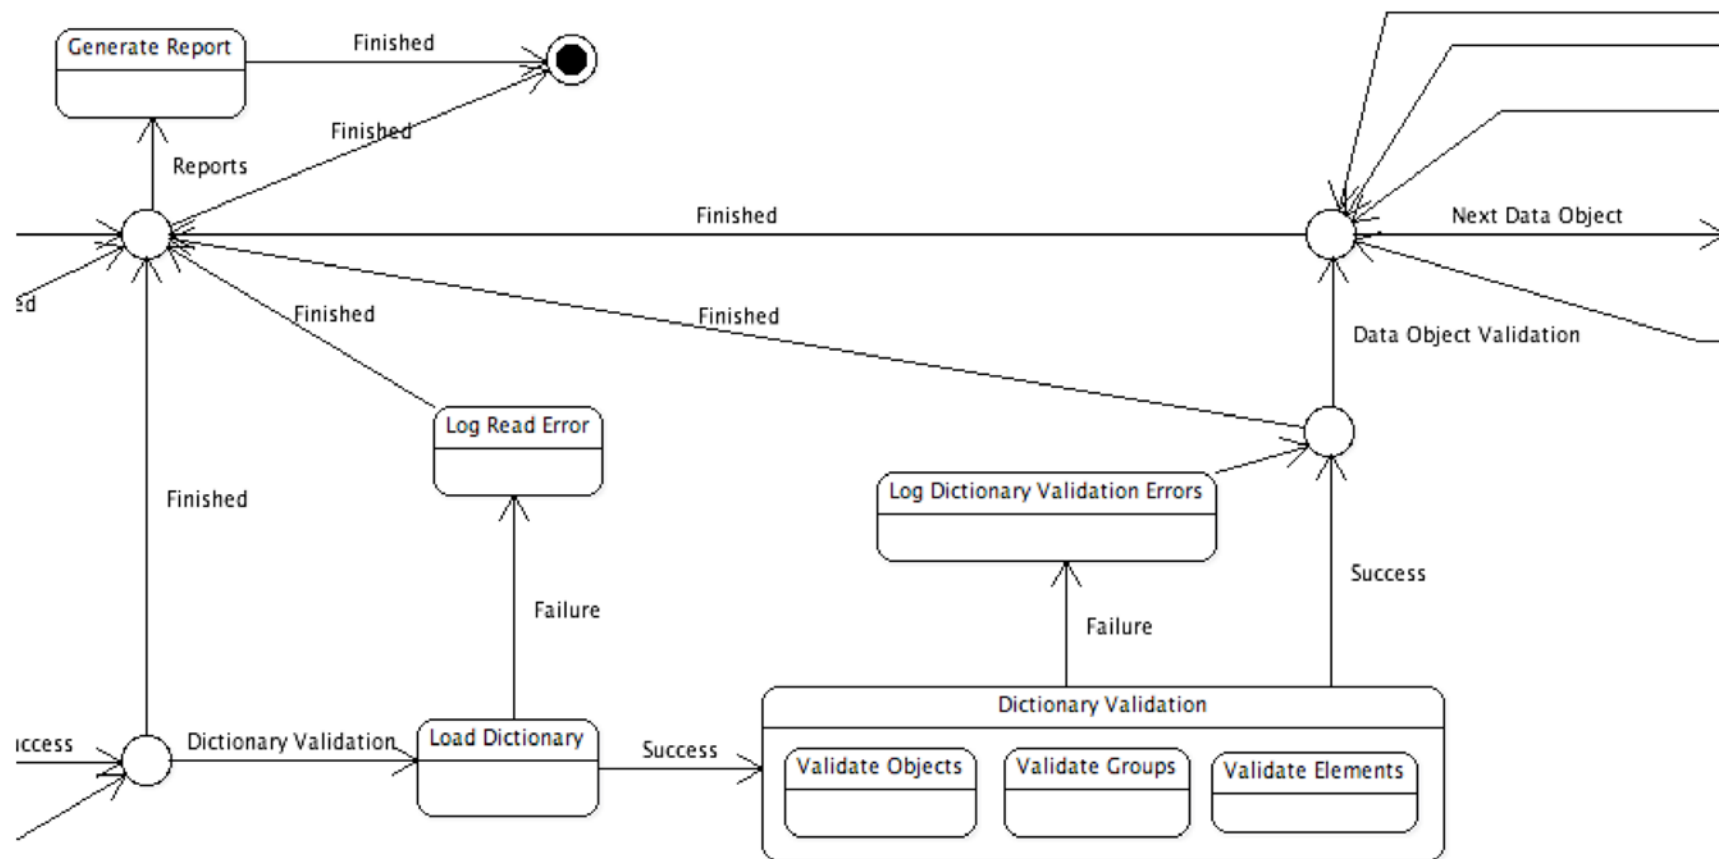 Generate Report
Finished
Finished
Reports
Finished
Next Data Object
ed
Finished
Finished
Data Object Validation
Log Read Error
Log Dictionary Validation Errors
Finished
Success
Failure
Failure
Dictionary Validation
uccess
Dictionary Validation
Load Dictionary
Success
Validate Objects
Validate Groups
Validate Elements